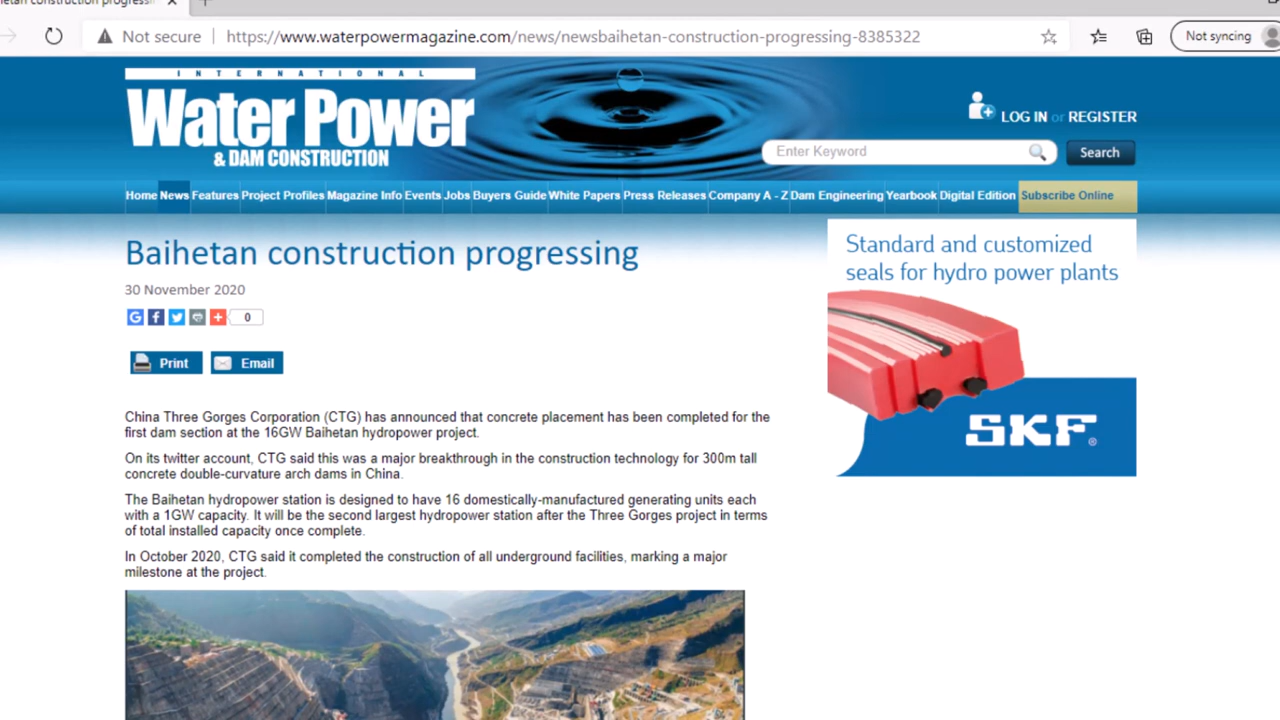 etan construction progressi
Not secure | https://www.waterpowermagazine.com/news/newsbaihetan-construction-progressing-8385322
Not syncing
INTERNATIONAL
Water Power
& DAM CONSTRUCTION
LOG IN or REGISTER
Enter Keyword
Search
Home News Features Project Profiles Magazine Info Events Jobs Buyers Guide White Papers Press Releases Company A - Z Dam Engineering Yearbook Digital Edition Subscribe Online
Baihetan construction progressing
30 November 2020
0
Print Email
China Three Gorges Corporation (CTG) has announced that concrete placement has been completed for the
first dam section at the 16GW Baihetan hydropower project.
On its twitter account, CTG said this was a major breakthrough in the construction technology for 300m tall
concrete double-curvature arch dams in China.
The Baihetan hydropower station is designed to have 16 domestically-manufactured generating units each
with a 1GW capacity. It will be the second largest hydropower station after the Three Gorges project in terms
of total installed capacity once complete.
In October 2020, CTG said it completed the construction of all underground facilities, marking a major
milestone at the project.
Standard and customized
seals for hydro power plants
SKF®